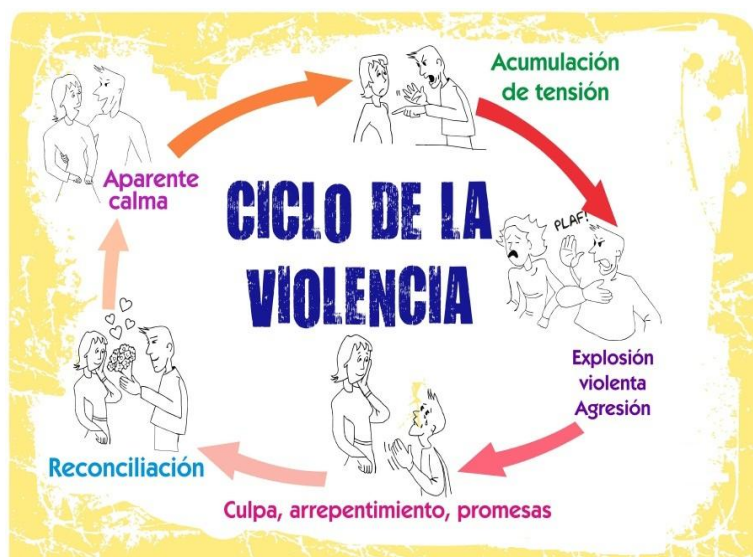 CICLO DE LA
VIOLENCIA
Acumulación
de tensión
PLAF!
Explosión
violenta
Agresión
Culpa, arrepentimiento, promesas
Reconciliación
Aparente
calma